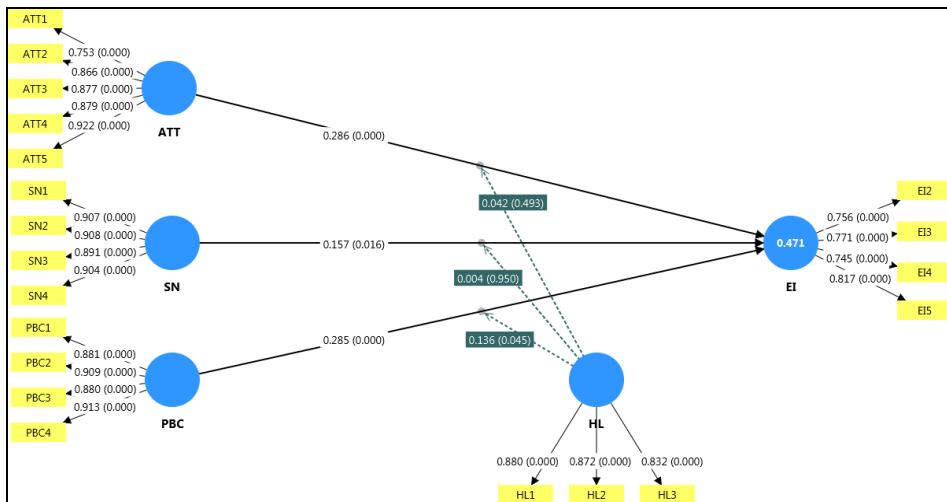 ATT1
ATT2
ATT3
ATT4
ATT5
0.753 (0.000)
0.866 (0.000)
0.877 (0.000)
0.879 (0.000)
0.922 (0.000)
ATT
0.286 (0.000)
SN1
SN2
SN3
SN4
0.907 (0.000)
0.908 (0.000)
0.891 (0.000)
0.904 (0.000)
SN
0.157 (0.016)
PBC1
PBC2
PBC3
PBC4
0.881 (0.000)
0.909 (0.000)
0.880 (0.000)
0.913 (0.000)
PBC
0.285 (0.000)
0.042 (0.493)
0.004 (0.950)
0.136 (0.045)
HL
0.880 (0.000)
0.872 (0.000)
0.832 (0.000)
HL1
HL2
HL3
0.471
EI
0.756 (0.000)
0.771 (0.000)
0.745 (0.000)
0.817 (0.000)
EI2
EI3
EI4
EI5